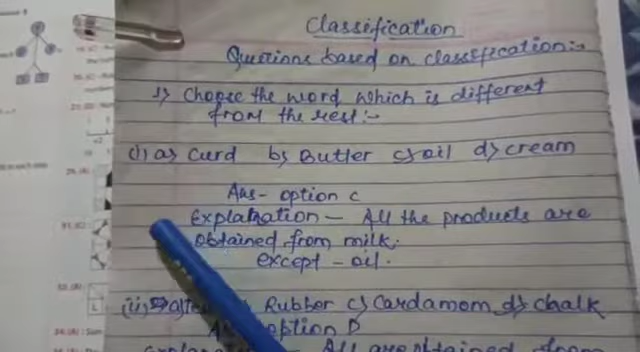 Classification
Questions based on classification:-
1) Choose the word which is different
from the rest:-
(i) a) Curd b) Butter c) oil d) cream
Ans- option c
Explanation - All the products are
obtained from milk.
except - oil.
(ii) Rubber c) Cardamom d) chalk
option D
All are obtained from